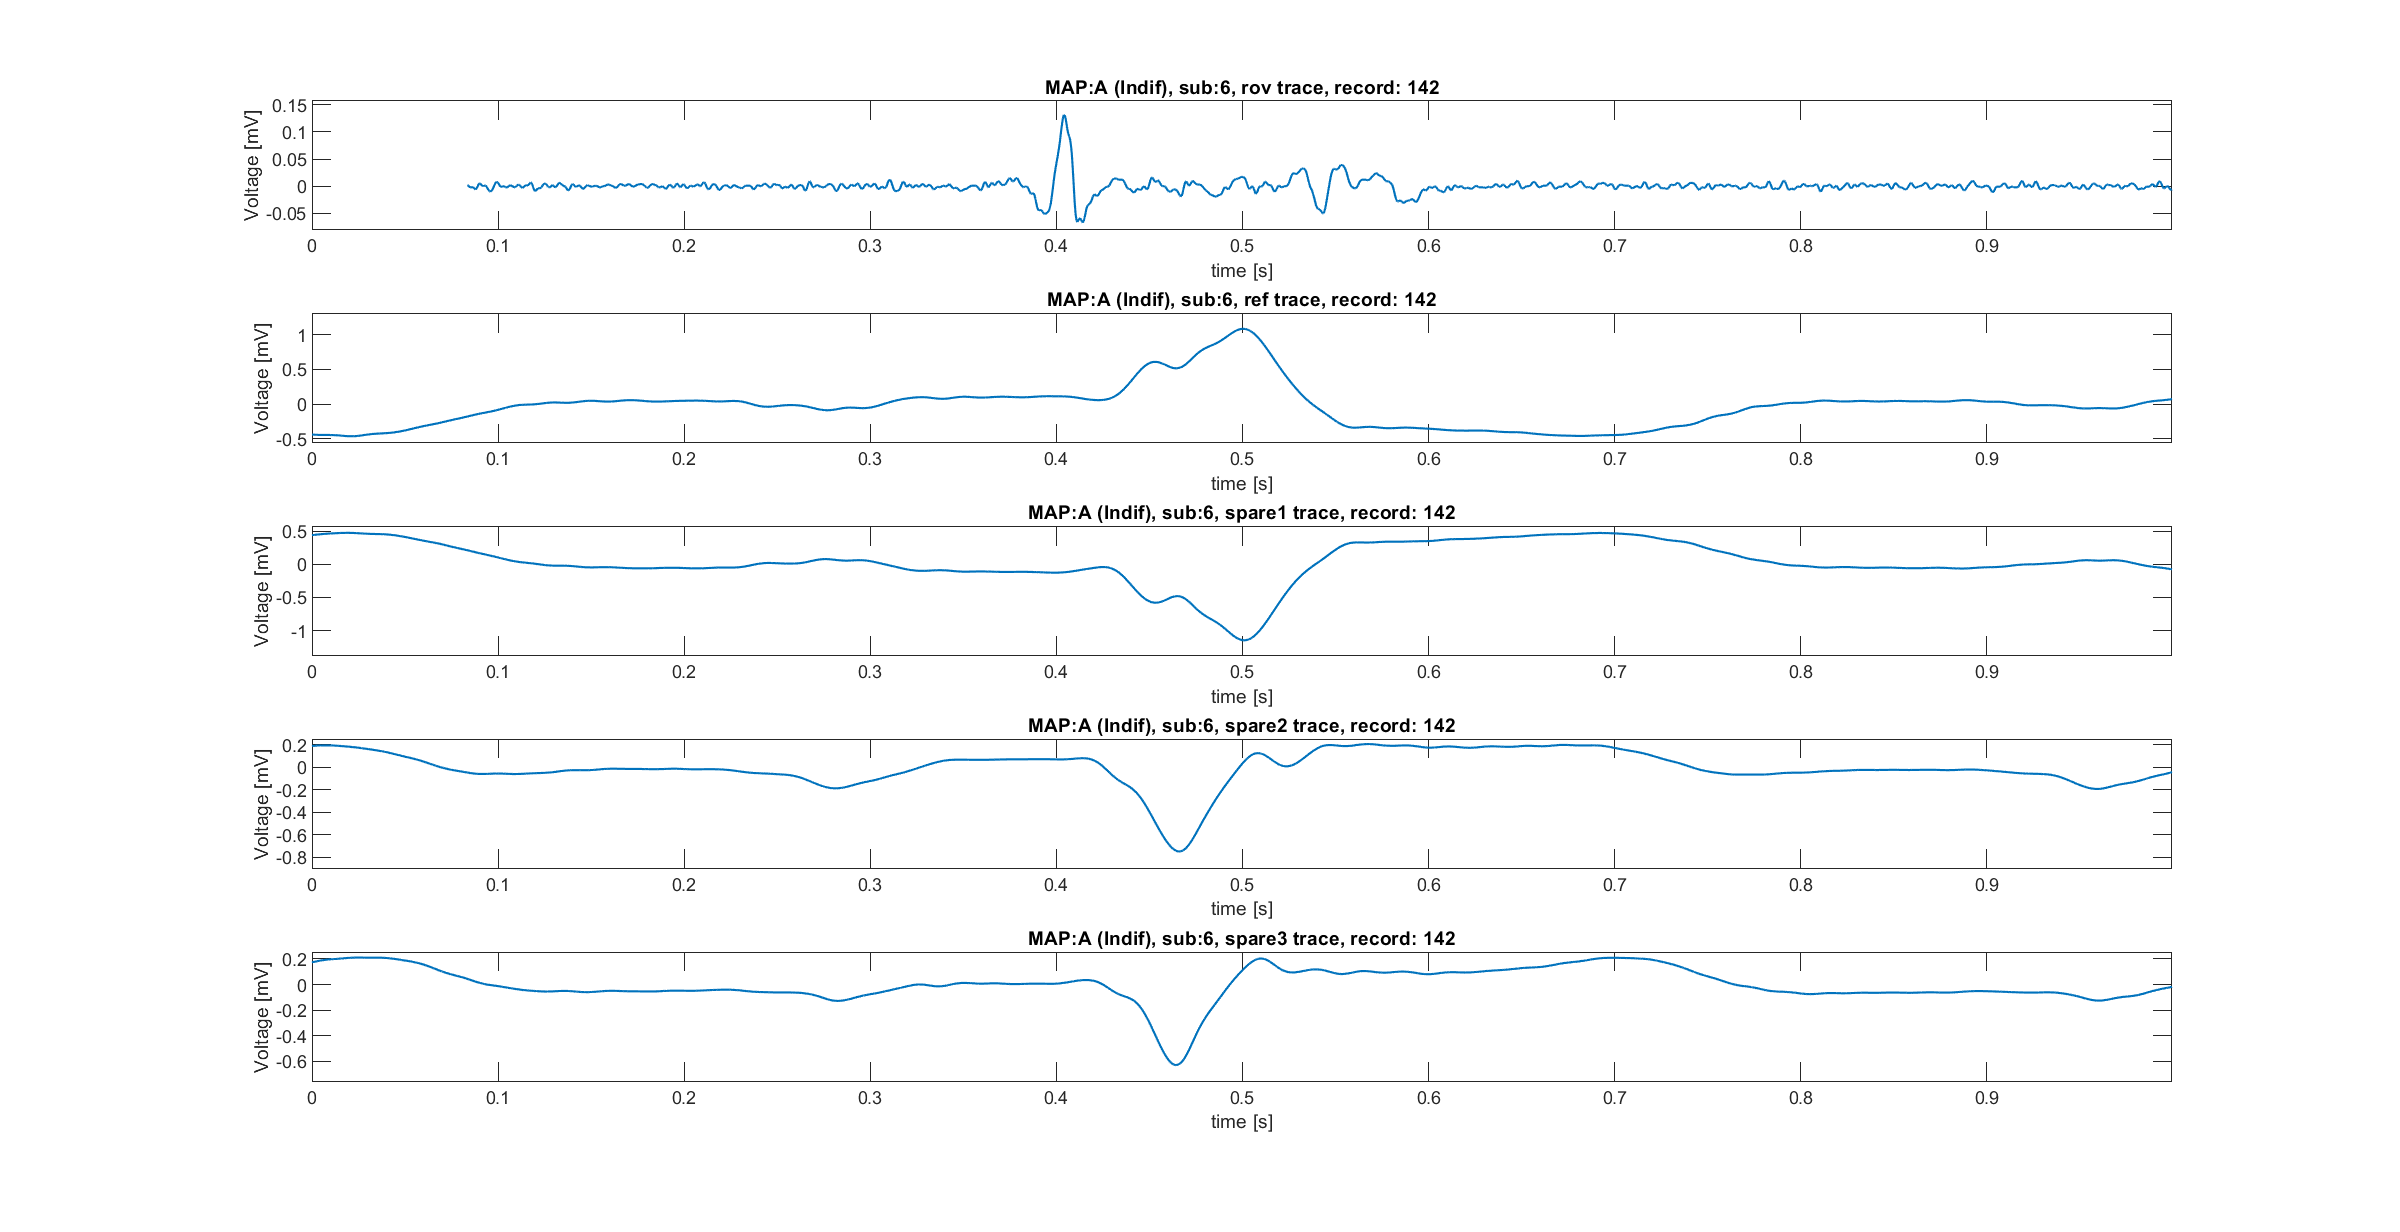 MAP:A (Indif), sub:6, rov trace, record: 142
Voltage [mV]
0.15
0.1
0.05
0
-0.05
0 0.1 0.2 0.3 0.4 0.5 0.6 0.7 0.8 0.9
time [s]
MAP:A (Indif), sub:6, ref trace, record: 142
Voltage [mV]
1
0.5
0
-0.5
0 0.1 0.2 0.3 0.4 0.5 0.6 0.7 0.8 0.9
time [s]
MAP:A (Indif), sub:6, spare1 trace, record: 142
Voltage [mV]
0.5
0
-0.5
-1
0 0.1 0.2 0.3 0.4 0.5 0.6 0.7 0.8 0.9
time [s]
MAP:A (Indif), sub:6, spare2 trace, record: 142
Voltage [mV]
0.2
0
-0.2
-0.4
-0.6
-0.8
0 0.1 0.2 0.3 0.4 0.5 0.6 0.7 0.8 0.9
time [s]
MAP:A (Indif), sub:6, spare3 trace, record: 142
Voltage [mV]
0.2
0
-0.2
-0.4
-0.6
0 0.1 0.2 0.3 0.4 0.5 0.6 0.7 0.8 0.9
time [s]